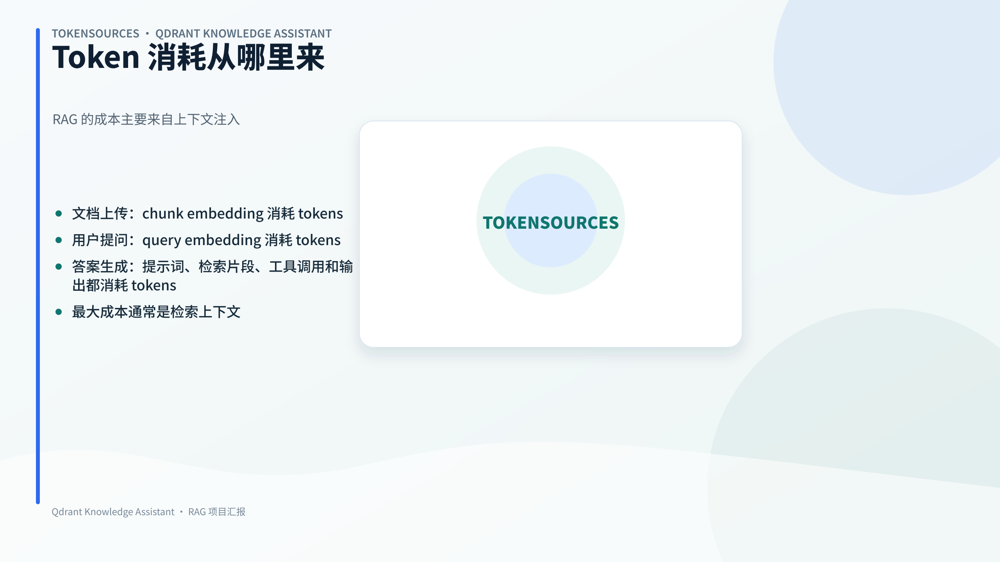 TOKENSOURCES • QDRANT KNOWLEDGE ASSISTANT
Token 消耗从哪里来
RAG 的成本主要来自上下文注入
文档上传：chunk embedding 消耗 tokens
用户提问：query embedding 消耗 tokens
答案生成：提示词、检索片段、工具调用和输
出都消耗 tokens
最大成本通常是检索上下文
TOKENSOURCES
Qdrant Knowledge Assistant • RAG 项目汇报